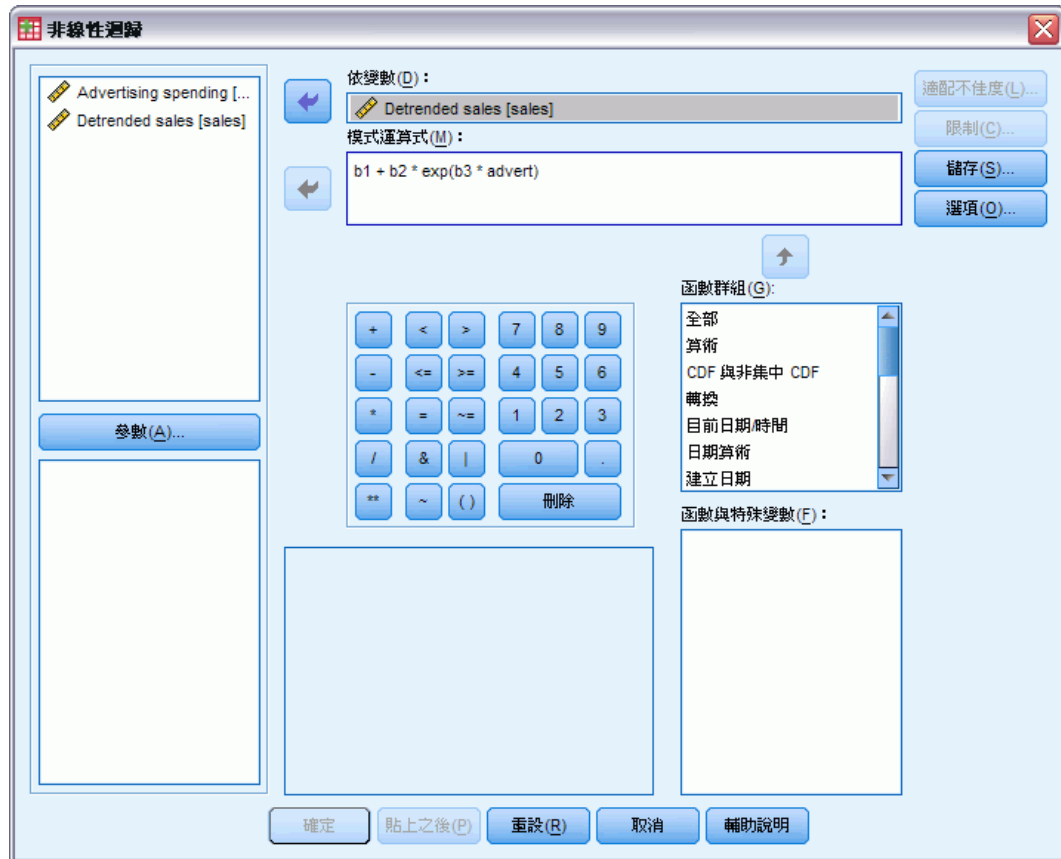 非線性迴歸
Advertising spending [...
Detrended sales [sales]
參數(A)...
依變數(D):
Detrended sales [sales]
模式運算式(M):
b1 + b2 * exp(b3 * advert)
適配不佳度(L)...
限制(C)...
儲存(S)...
選項(O)...
+ < > 7 8 9
- <= >= 4 5 6
* = ~= 1 2 3
/ & | 0 .
** ~ ( ) 刪除
函數群組(G):
全部
算術
CDF 與非集中 CDF
轉換
目前日期/時間
日期算術
建立日期
函數與特殊變數(F):
確定 貼上之後(P) 重設(R) 取消 輔助說明